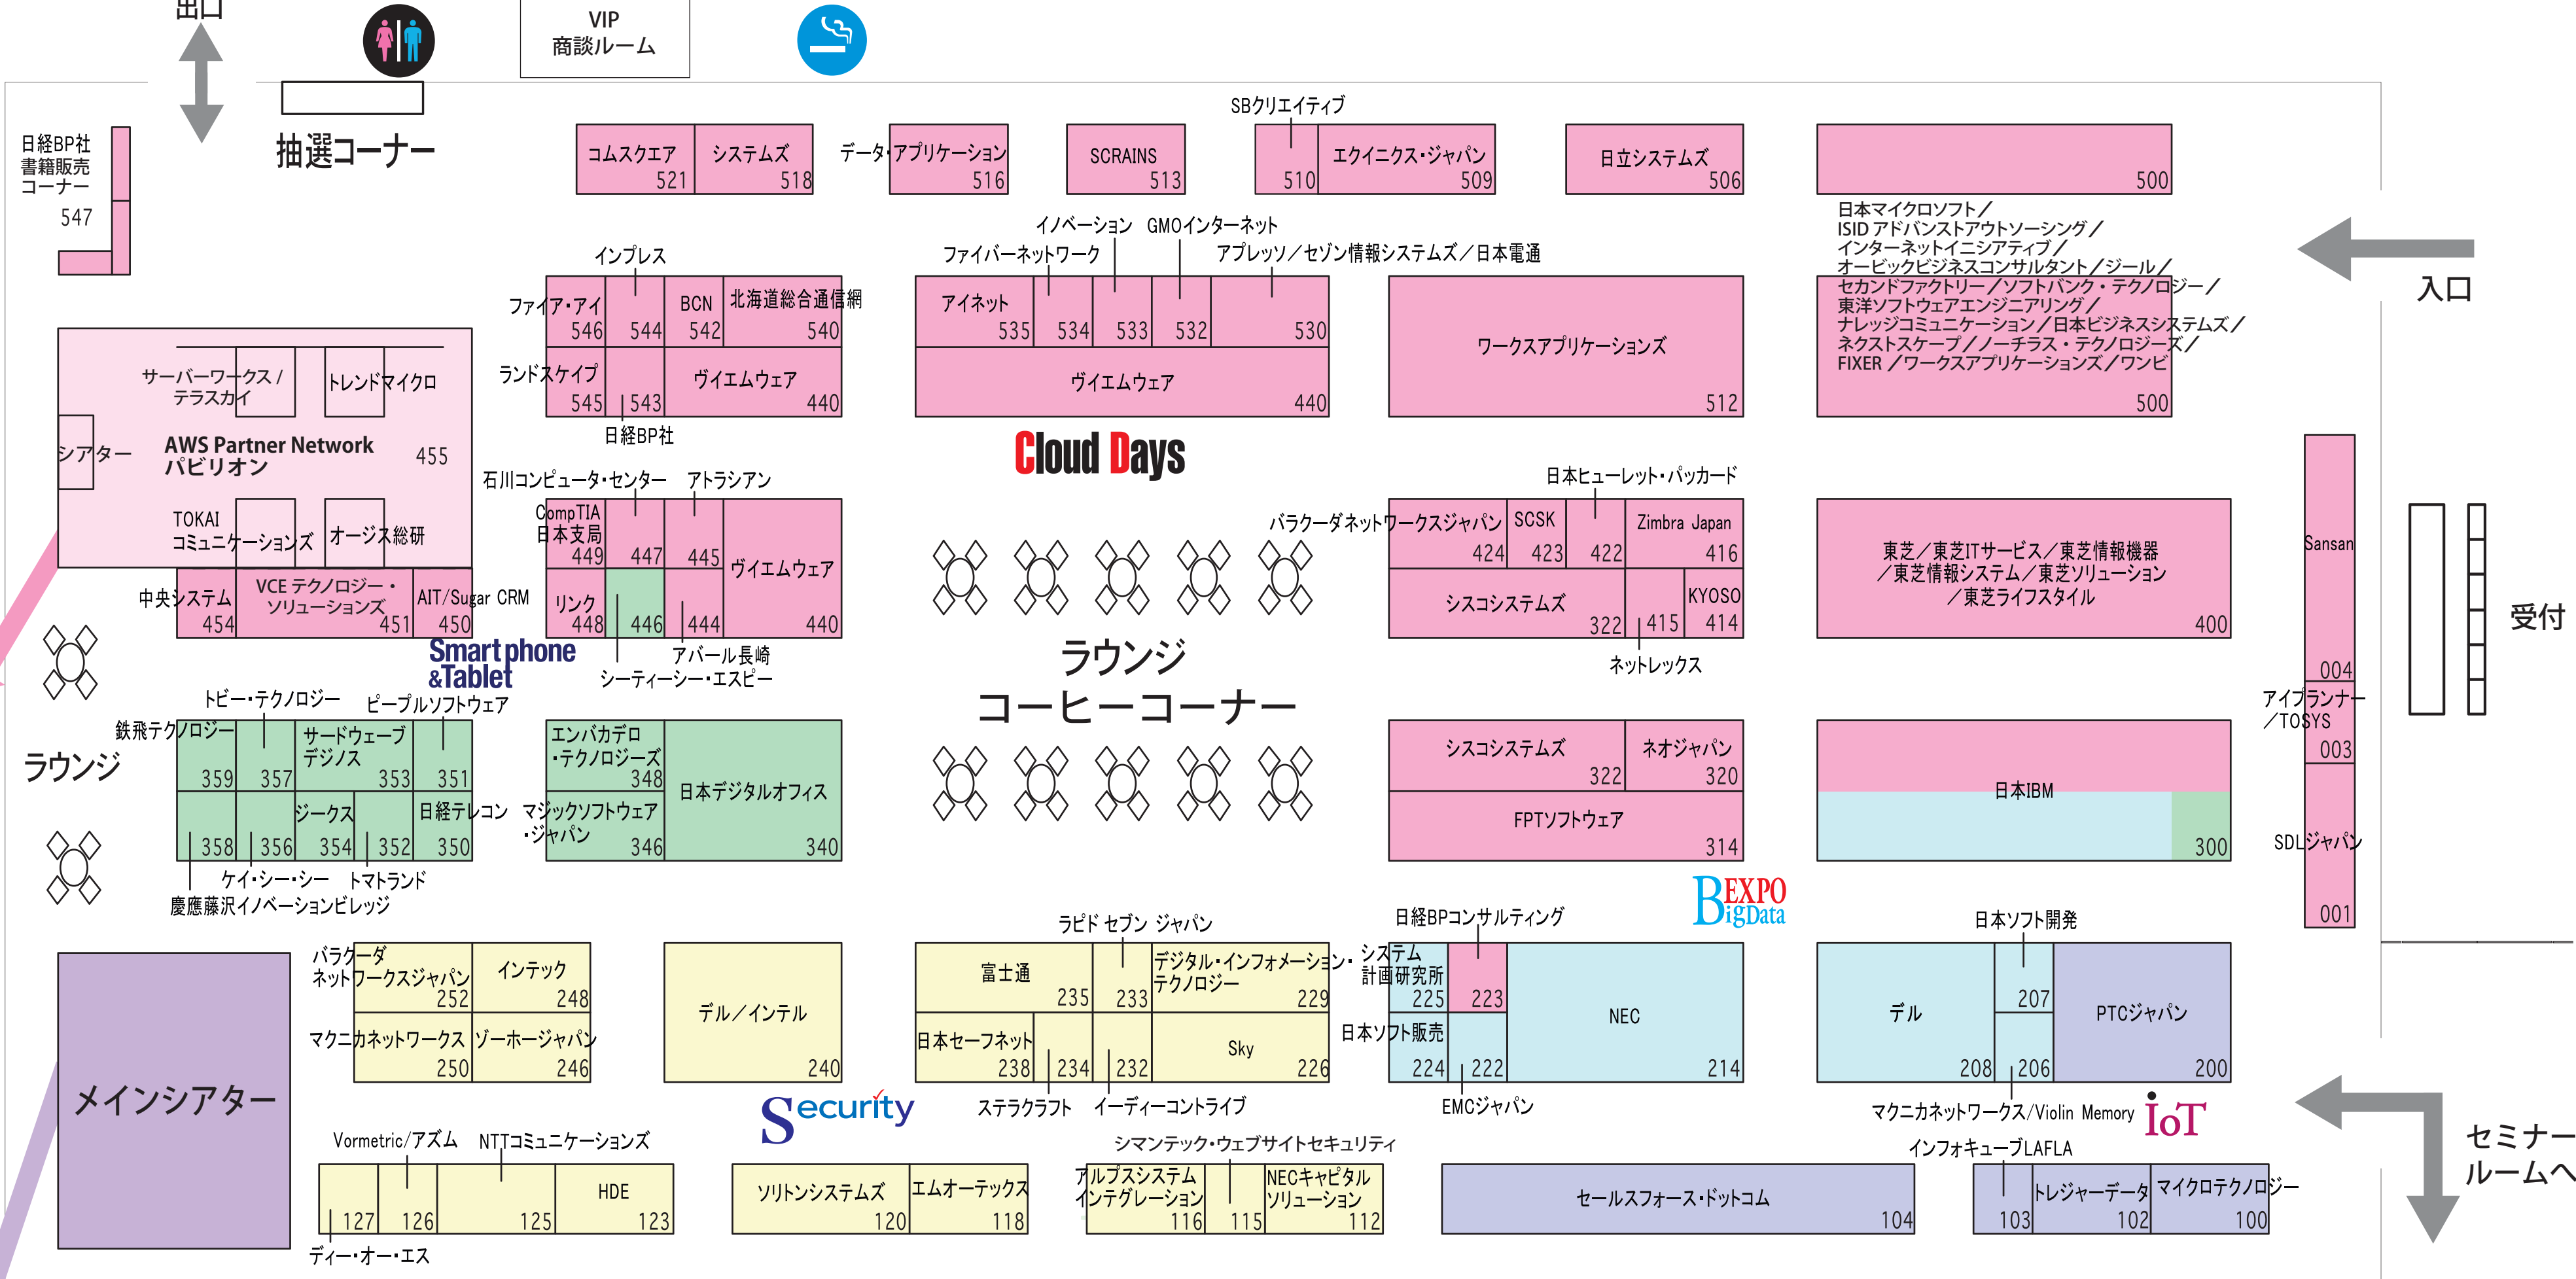 出口
VIP
商談ルーム
抽選コーナー
日経BP社
書籍販売
コーナー
547
コムスクエア
521
システムズ
518
データ・アプリケーション
516
SCRAINS
513
SBクリエイティブ
510
エクイニクス・ジャパン
509
日立システムズ
506
500
日本マイクロソフト／
ISID アドバンストアウトソーシング／
インターネットイニシアティブ／
オービックビジネスコンサルタント／ジール／
セカンドファクトリー／ソフトバンク・テクノロジー／
東洋ソフトウェアエンジニアリング／
ナレッジコミュニケーション／日本ビジネスシステムズ／
ネクストスケープ／ノーチラス・テクノロジーズ／
FIXER ／ワークスアプリケーションズ／ワンビ
500
入口
インプレス
ファイア・アイ
546
544
BCN
542
北海道総合通信網
540
ランドスケイプ
545
543
日経BP社
ヴイエムウェア
440
イノベーション
GMOインターネット
ファイバーネットワーク
アプレッソ／セゾン情報システムズ／日本電通
アイネット
535
534
533
532
530
ヴイエムウェア
440
ワークスアプリケーションズ
512
サーバーワークス /
テラスカイ
トレンドマイクロ
シアター
AWS Partner Network
パビリオン
455
TOKAI
コミュニケーションズ
オージス総研
中央システム
454
VCE テクノロジー・
ソリューションズ
451
AIT/Sugar CRM
450
Cloud Days
石川コンピュータ・センター
アトラシアン
CompTIA
日本支局
449
447
445
ヴイエムウェア
440
リンク
448
446
444
アバール長崎
シーティーシー・エスピー
日本ヒューレット・パッカード
バラクーダネットワークスジャパン
424
SCSK
423
422
Zimbra Japan
416
シスコシステムズ
322
415
KYOSO
414
ネットレックス
東芝／東芝ITサービス／東芝情報機器
／東芝情報システム／東芝ソリューション
／東芝ライフスタイル
400
Sansan
004
アイプランナー
／TOSYS
003
SDLジャパン
001
受付
Smartphone
&Tablet
ラウンジ
コーヒーコーナー
ラウンジ
トビー・テクノロジー
ピープルソフトウェア
鉄飛テクノロジー
359
357
サードウェーブ
デジノス
353
351
358
356
ジークス
354
352
日経テレコン
350
ケイ・シー・シー
トマトランド
慶應藤沢イノベーションビレッジ
エンバカデロ
・テクノロジーズ
348
マジックソフトウェア
・ジャパン
346
日本デジタルオフィス
340
シスコシステムズ
322
ネオジャパン
320
FPTソフトウェア
314
日本IBM
300
BigData EXPO
メインシアター
バラクーダ
ネットワークスジャパン
252
インテック
248
マクニカネットワークス
250
ゾーホージャパン
246
デル／インテル
240
ラピド セブン ジャパン
富士通
235
233
デジタル・インフォメーション・
テクノロジー
229
日本セーフネット
238
234
232
Sky
226
ステラクラフト
イーディーコントライブ
日経BPコンサルティング
システム
計画研究所
225
223
日本ソフト販売
224
222
NEC
214
EMCジャパン
日本ソフト開発
デル
208
207
206
PTCジャパン
200
マクニカネットワークス/Violin Memory
IoT
Security
Vormetric/アズム
NTTコミュニケーションズ
127
126
125
HDE
123
ディー・オー・エス
ソリトンシステムズ
120
エムオーテックス
118
シマンテック・ウェブサイトセキュリティ
アルプスシステム
インテグレーション
116
115
NECキャピタル
ソリューション
112
セールスフォース・ドットコム
104
インフォキューブLAFLA
103
トレジャーデータ
102
マイクロテクノロジー
100
セミナー
ルームへ